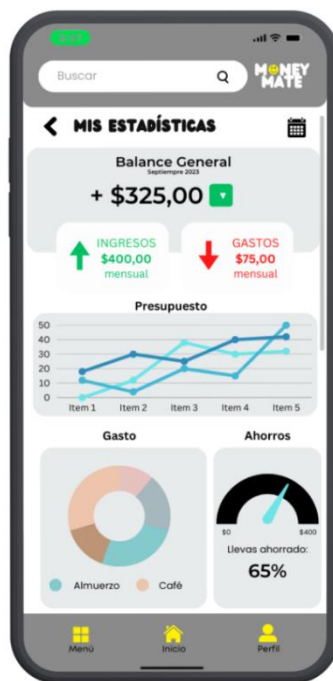 Buscar
MONEY
MATE
MIS ESTADÍSTICAS
Balance General
Septiembre 2023
+ $325,00
INGRESOS
$400,00
mensual
GASTOS
$75,00
mensual
Presupuesto
50
40
30
20
10
0
Item 1 Item 2 Item 3 Item 4 Item 5
Gasto
Almuerzo Café
Ahorros
$0 $400
Llevas ahorrado:
65%
Menú Inicio Perfil